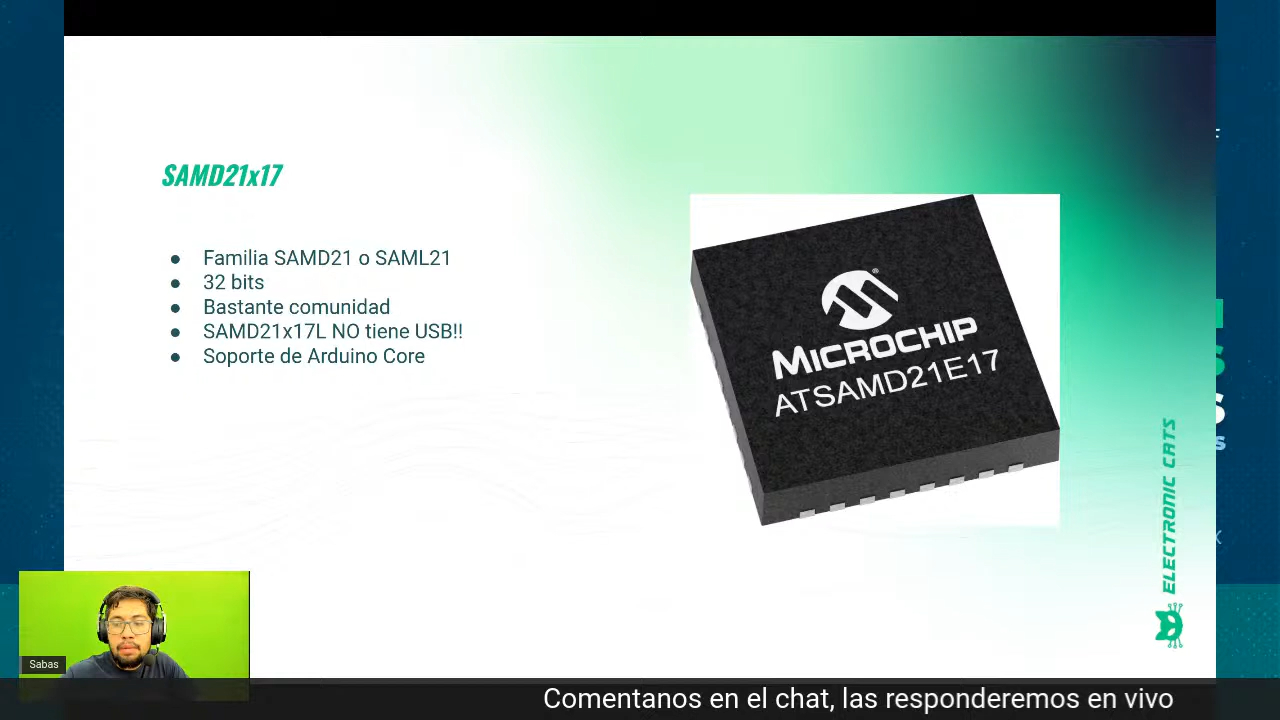 SAMD21x17
● Familia SAMD21 o SAML21
● 32 bits
● Bastante comunidad
● SAMD21x17L NO tiene USB!!
● Soporte de Arduino Core
MICROCHIP
ATSAMD21E17
ELECTRONIC CATS
Sabas
Comentanos en el chat, las responderemos en vivo